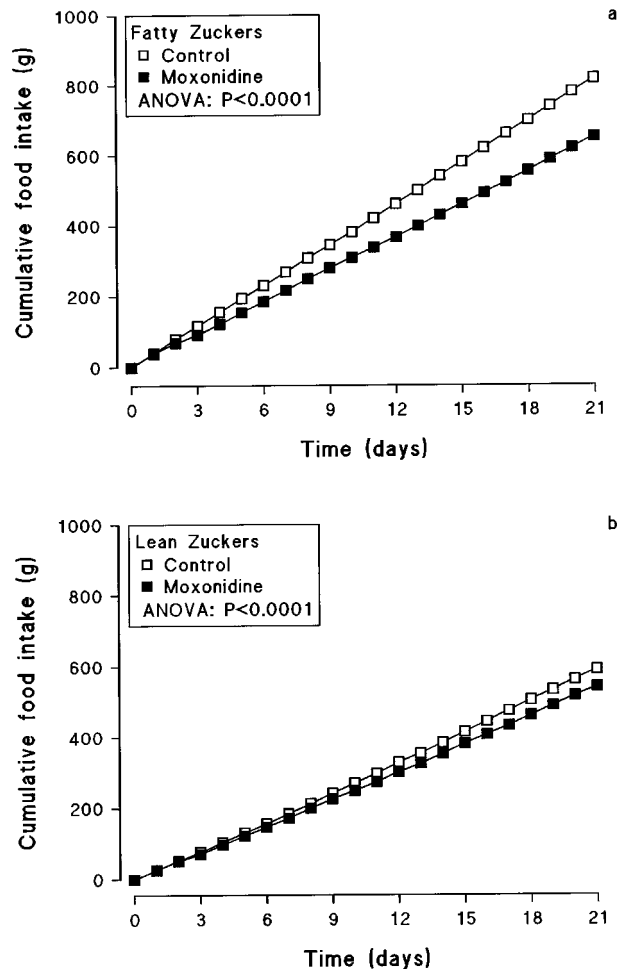 a
Fatty Zuckers
Control
Moxonidine
ANOVA: P<0.0001
Cumulative food intake (g)
1000
800
600
400
200
0
0 3 6 9 12 15 18 21
Time (days)
b
Lean Zuckers
Control
Moxonidine
ANOVA: P<0.0001
Cumulative food intake (g)
1000
800
600
400
200
0
0 3 6 9 12 15 18 21
Time (days)